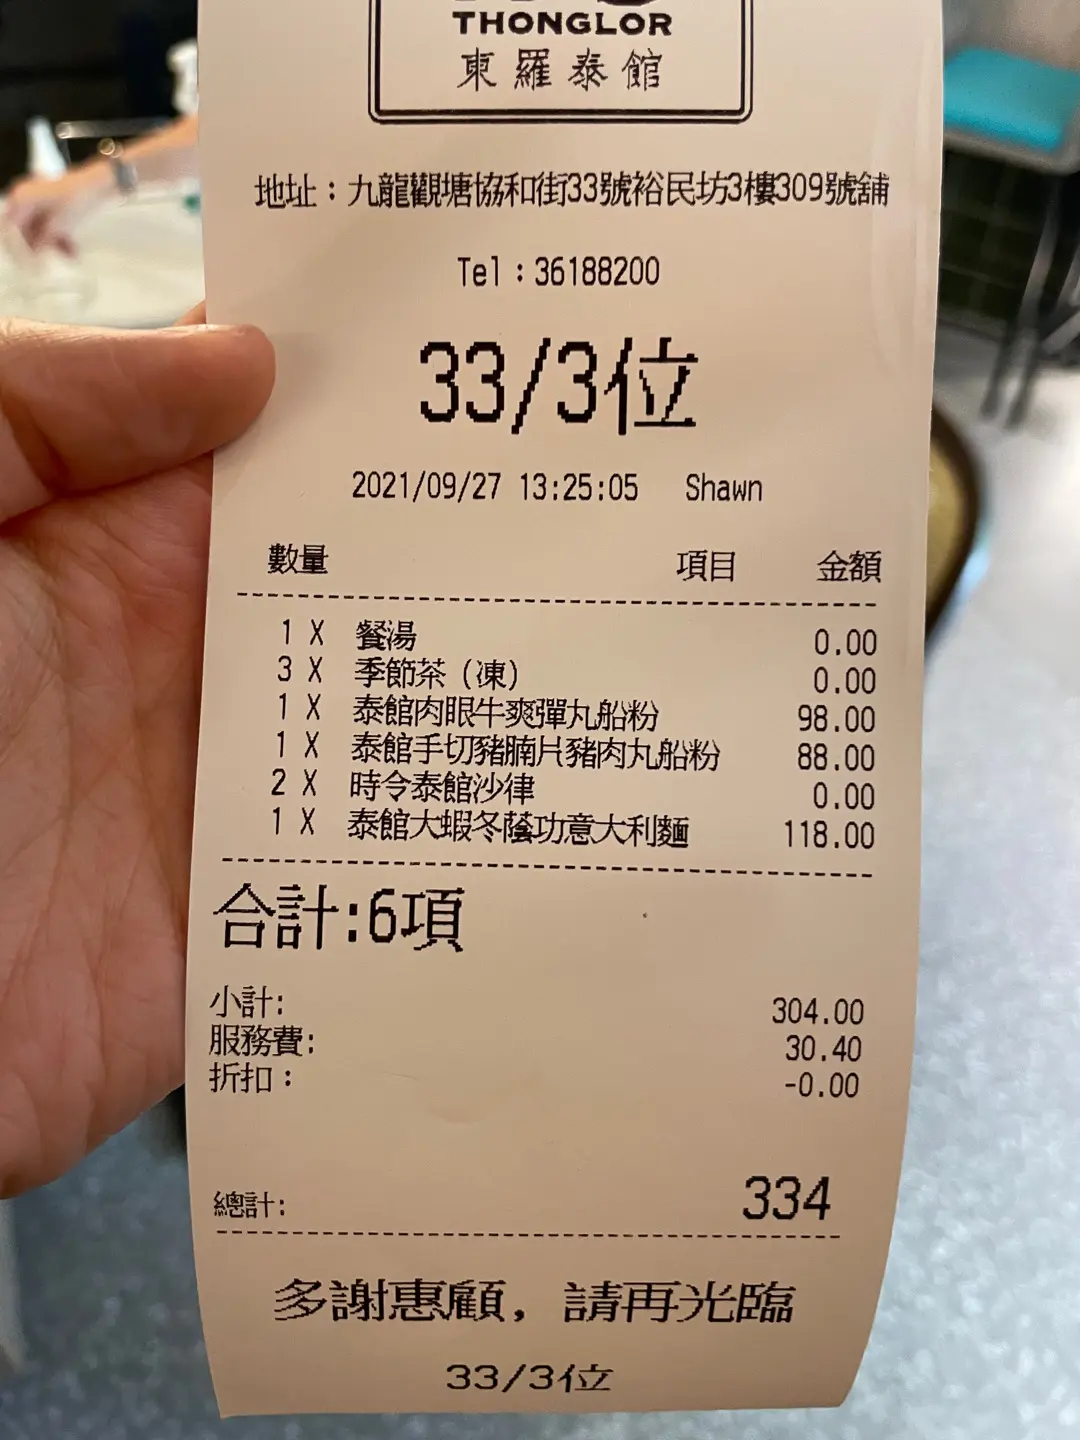 THONGLOR
東羅泰館
地址：九龍觀塘協和街33號裕民坊3樓309號舖
Tel：36188200
33/3位
2021/09/27 13:25:05 Shawn
數量 項目 金額
1 X 餐湯 0.00
3 X 季節茶（凍） 0.00
1 X 泰館肉眼牛爽彈丸船粉 98.00
1 X 泰館手切豬腩片豬肉丸船粉 88.00
2 X 時令泰館沙律 0.00
1 X 泰館大蝦冬蔭功意大利麵 118.00
合計:6項
小計: 304.00
服務費: 30.40
折扣： -0.00
總計: 334
多謝惠顧，請再光臨
33/3位